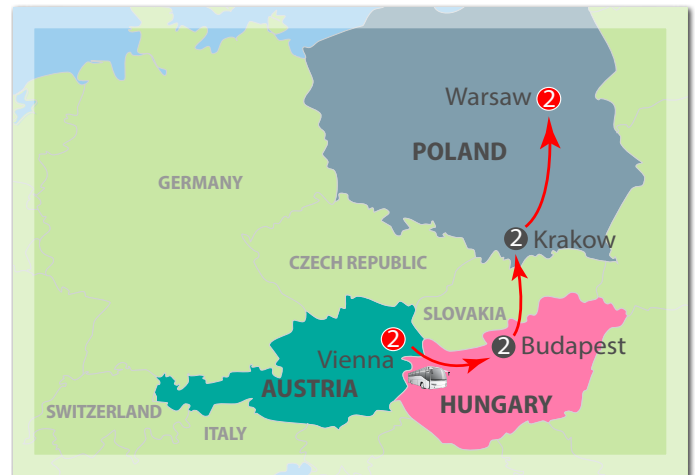 Warsaw 2
POLAND
GERMANY
2 Krakow
CZECH REPUBLIC
SLOVAKIA
2
Vienna
2 Budapest
AUSTRIA
HUNGARY
SWITZERLAND
ITALY